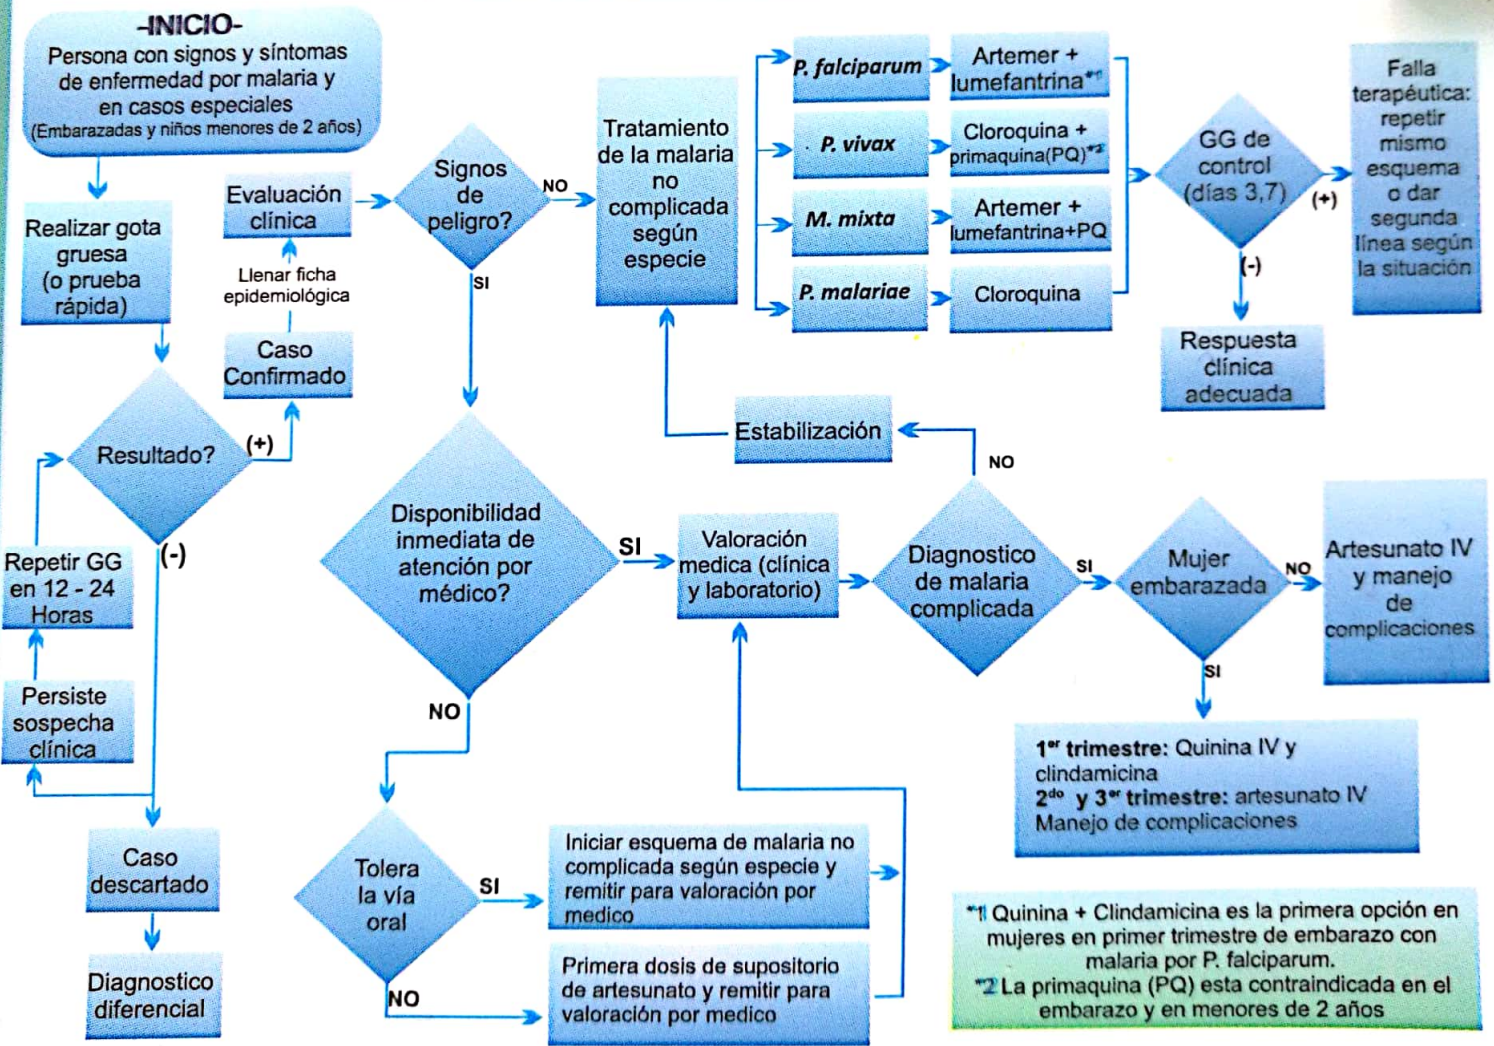 -INICIO-
Persona con signos y síntomas
de enfermedad por malaria y
en casos especiales
(Embarazadas y niños menores de 2 años)
Realizar gota
gruesa
(o prueba
rápida)
Resultado?
(+)
(-)
Repetir GG
en 12 - 24
Horas
Persiste
sospecha
clínica
Caso
descartado
Diagnostico
diferencial
Caso
Confirmado
Llenar ficha
epidemiológica
Evaluación
clínica
Signos
de
peligro?
NO
SI
Tratamiento
de la malaria
no
complicada
según
especie
P. falciparum
Artemer +
lumefantrina*1
P. vivax
Cloroquina +
primaquina(PQ)*2
M. mixta
Artemer +
lumefantrina+PQ
P. malariae
Cloroquina
GG de
control
(días 3,7)
(+)
(-)
Falla
terapéutica:
repetir
mismo
esquema
o dar
segunda
línea según
la situación
Respuesta
clínica
adecuada
Disponibilidad
inmediata de
atención por
médico?
SI
NO
Valoración
medica (clínica
y laboratorio)
Diagnostico
de malaria
complicada
NO
SI
Estabilización
Mujer
embarazada
NO
SI
Artesunato IV
y manejo
de
complicaciones
1er trimestre: Quinina IV y
clindamicina
2do y 3er trimestre: artesunato IV
Manejo de complicaciones
Tolera
la vía
oral
SI
NO
Iniciar esquema de malaria no
complicada según especie y
remitir para valoración por
medico
Primera dosis de supositorio
de artesunato y remitir para
valoración por medico
*1 Quinina + Clindamicina es la primera opción en
mujeres en primer trimestre de embarazo con
malaria por P. falciparum.
*2 La primaquina (PQ) esta contraindicada en el
embarazo y en menores de 2 años